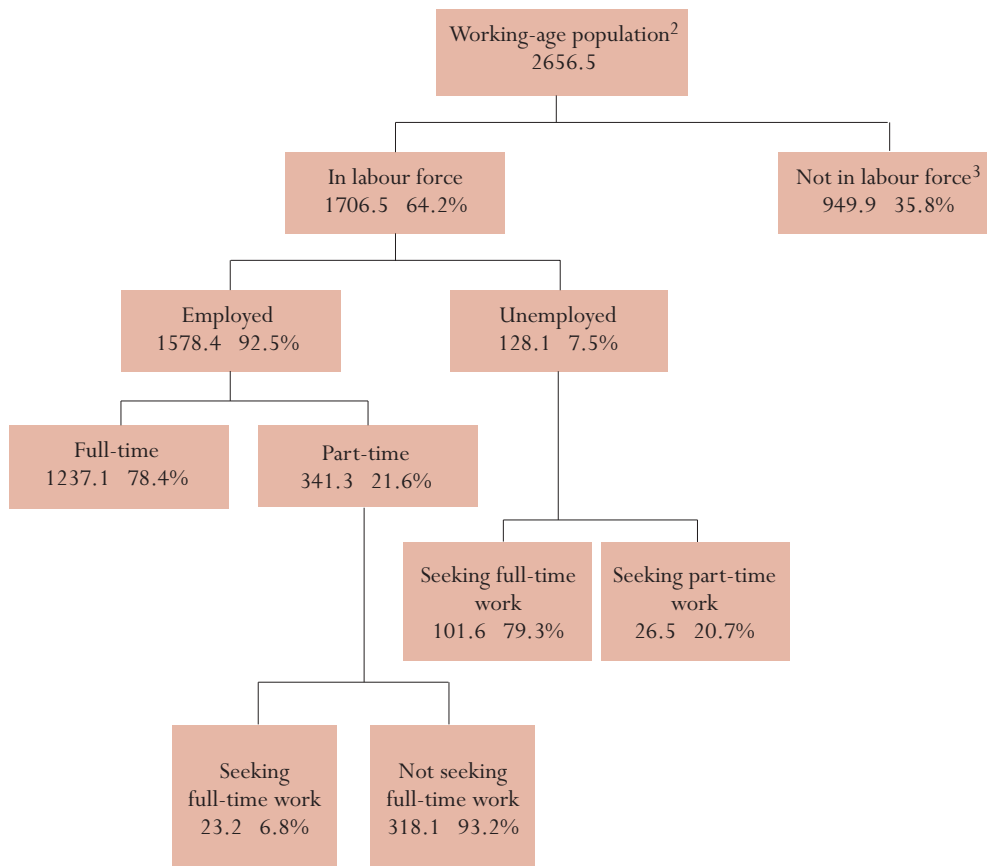 Working-age population²
2656.5
In labour force
1706.5 64.2%
Not in labour force³
949.9 35.8%
Employed
1578.4 92.5%
Unemployed
128.1 7.5%
Full-time
1237.1 78.4%
Part-time
341.3 21.6%
Seeking full-time
work
101.6 79.3%
Seeking part-time
work
26.5 20.7%
Seeking
full-time work
23.2 6.8%
Not seeking
full-time work
318.1 93.2%